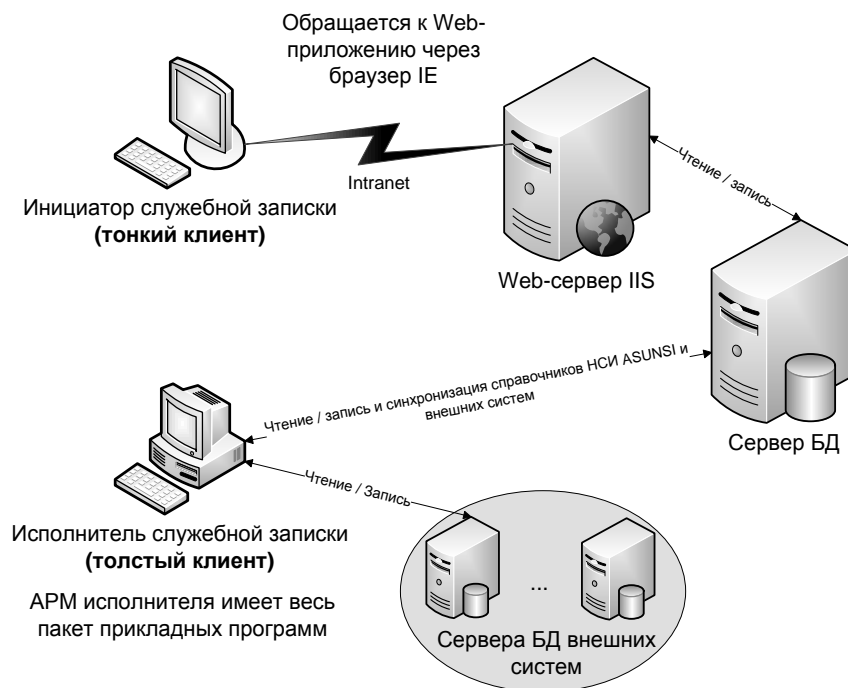 Обращается к Web-
приложению через
браузер IE
Intranet
Чтение / запись
Инициатор служебной записки
(тонкий клиент)
Web-сервер IIS
Чтение / запись и синхронизация справочников НСИ ASUNSI и
внешних систем
Сервер БД
Чтение / Запись
Исполнитель служебной записки
(толстый клиент)
АРМ исполнителя имеет весь
пакет прикладных программ
...
Сервера БД внешних
систем